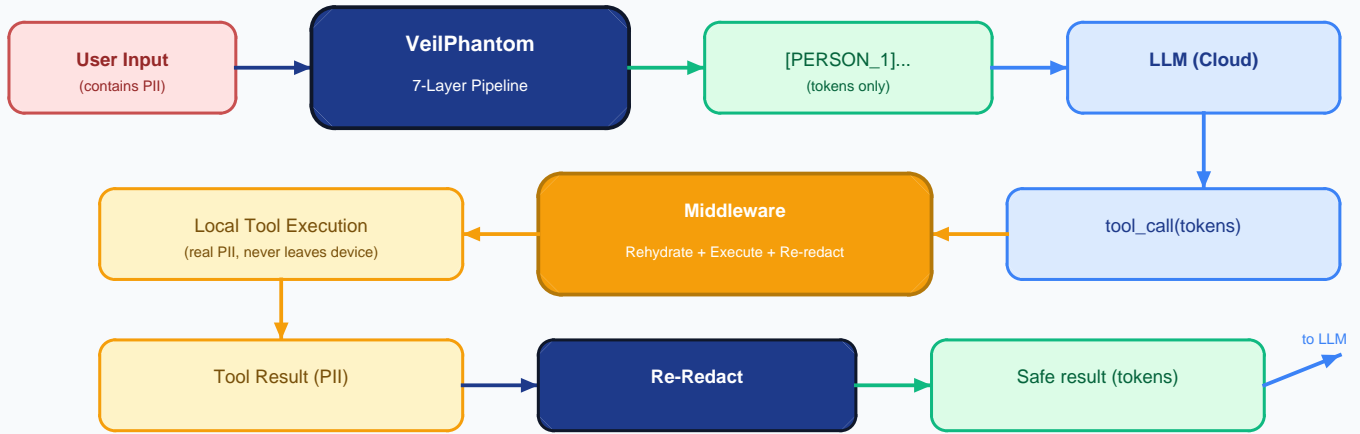 User Input
(contains PII)
VeilPhantom
7-Layer Pipeline
[PERSON_1]...
(tokens only)
LLM (Cloud)
Local Tool Execution
(real PII, never leaves device)
Middleware
Rehydrate + Execute + Re-redact
tool_call(tokens)
Tool Result (PII)
Re-Redact
Safe result (tokens)
to LLM